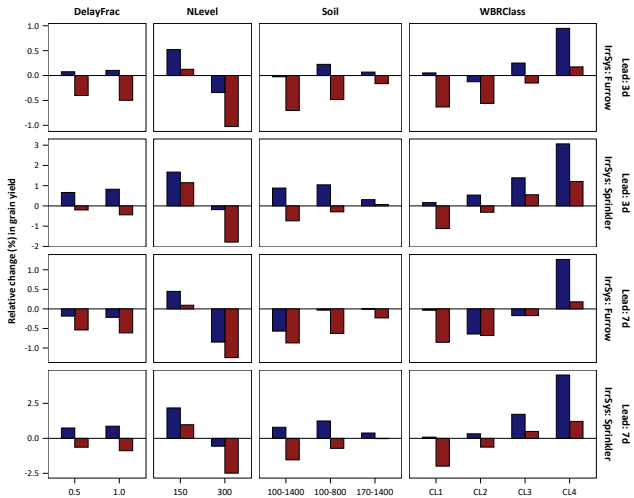 DelayFrac NLevel Soil WBRClass
Relative change (%) in grain yield
1.0
0.5
0.0
-0.5
-1.0
Lead: 3d
IrrSys: Furrow
3
2
1
0
-1
-2
Lead: 3d
IrrSys: Sprinkler
1.0
0.5
0.0
-0.5
-1.0
Lead: 7d
IrrSys: Furrow
2.5
0.0
-2.5
Lead: 7d
IrrSys: Sprinkler
0.5 1.0 150 300 100-1400 100-800 170-1400 CL1 CL2 CL3 CL4